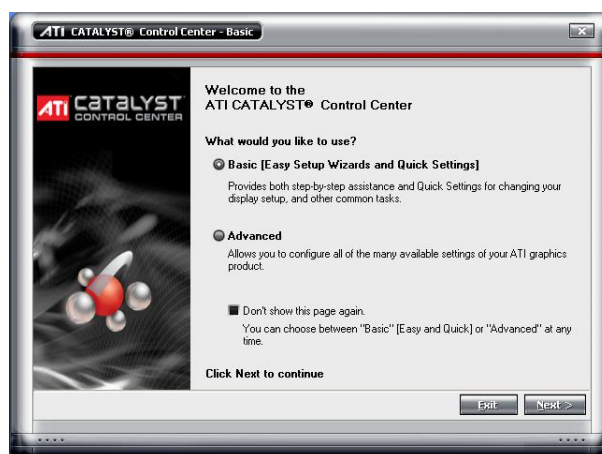 ATI CATALYST® Control Center - Basic
ATI CATALYST
CONTROL CENTER
Welcome to the
ATI CATALYST® Control Center
What would you like to use?
Basic [Easy Setup Wizards and Quick Settings]
Provides both step-by-step assistance and Quick Settings for changing your
display setup, and other common tasks.
Advanced
Allows you to configure all of the many available settings of your ATI graphics
product.
Don't show this page again.
You can choose between "Basic" [Easy and Quick] or "Advanced" at any
time.
Click Next to continue
Exit
Next >